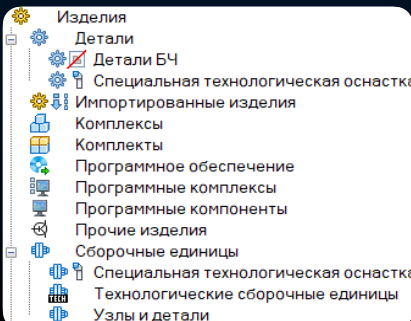 Изделия
Детали
Детали БЧ
Специальная технологическая оснастка
Импортированные изделия
Комплексы
Комплекты
Программное обеспечение
Программные комплексы
Программные компоненты
Прочие изделия
Сборочные единицы
Специальная технологическая оснастка
TECH Технологические сборочные единицы
Узлы и детали